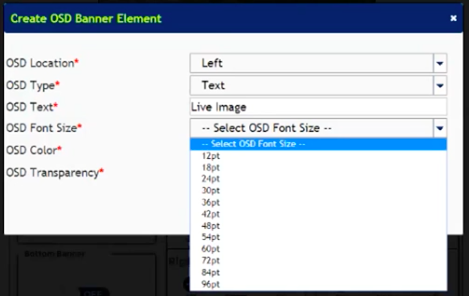 Create OSD Banner Element ×
OSD Location* Left
OSD Type* Text
OSD Text* Live Image
OSD Font Size* -- Select OSD Font Size --
-- Select OSD Font Size --
OSD Color*
12pt
18pt
OSD Transparency*
24pt
30pt
36pt
42pt
48pt
54pt
60pt
72pt
84pt
96pt
Bottom Banner
OSD